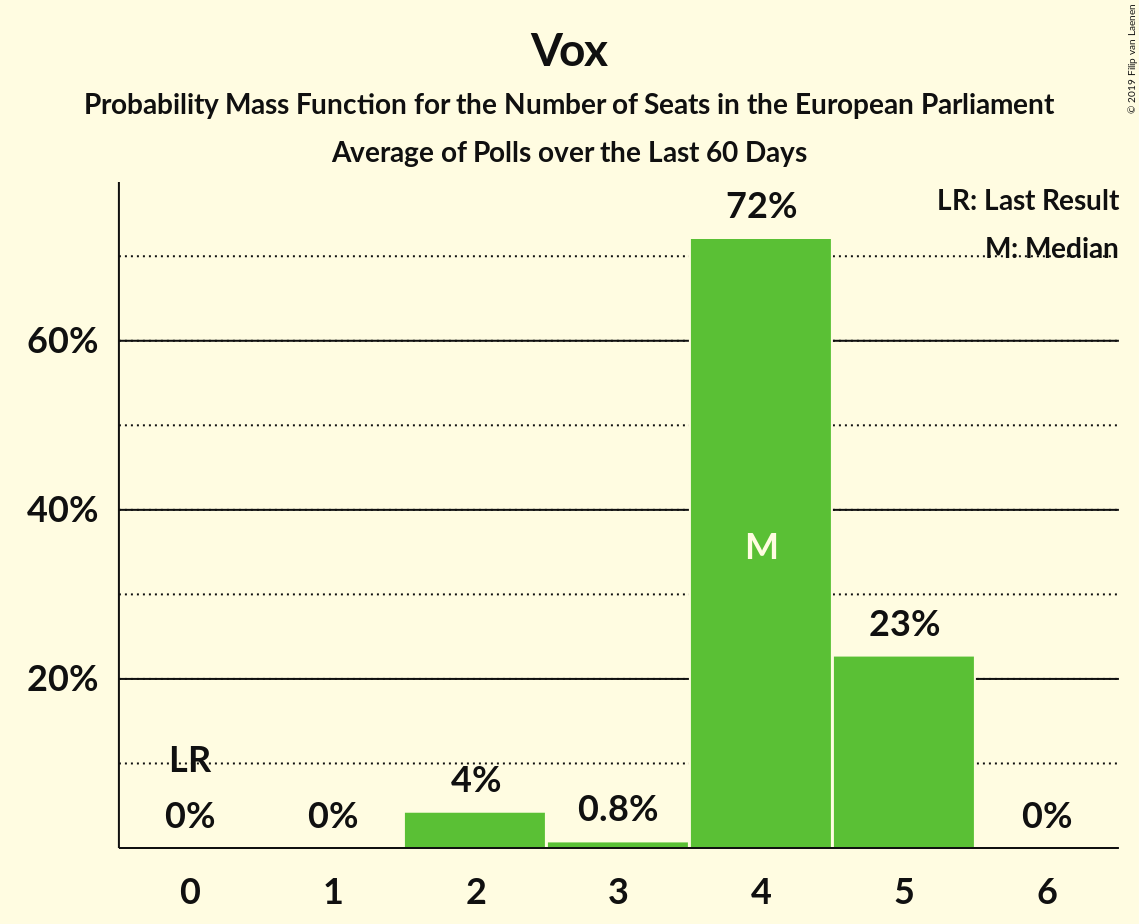 Vox
Probability Mass Function for the Number of Seats in the European Parliament
Average of Polls over the Last 60 Days
© 2019 Filip van Laenen
LR: Last Result
M: Median
72%
60%
40%
M
23%
20%
LR
0%
0%
4%
0.8%
0%
0 1 2 3 4 5 6